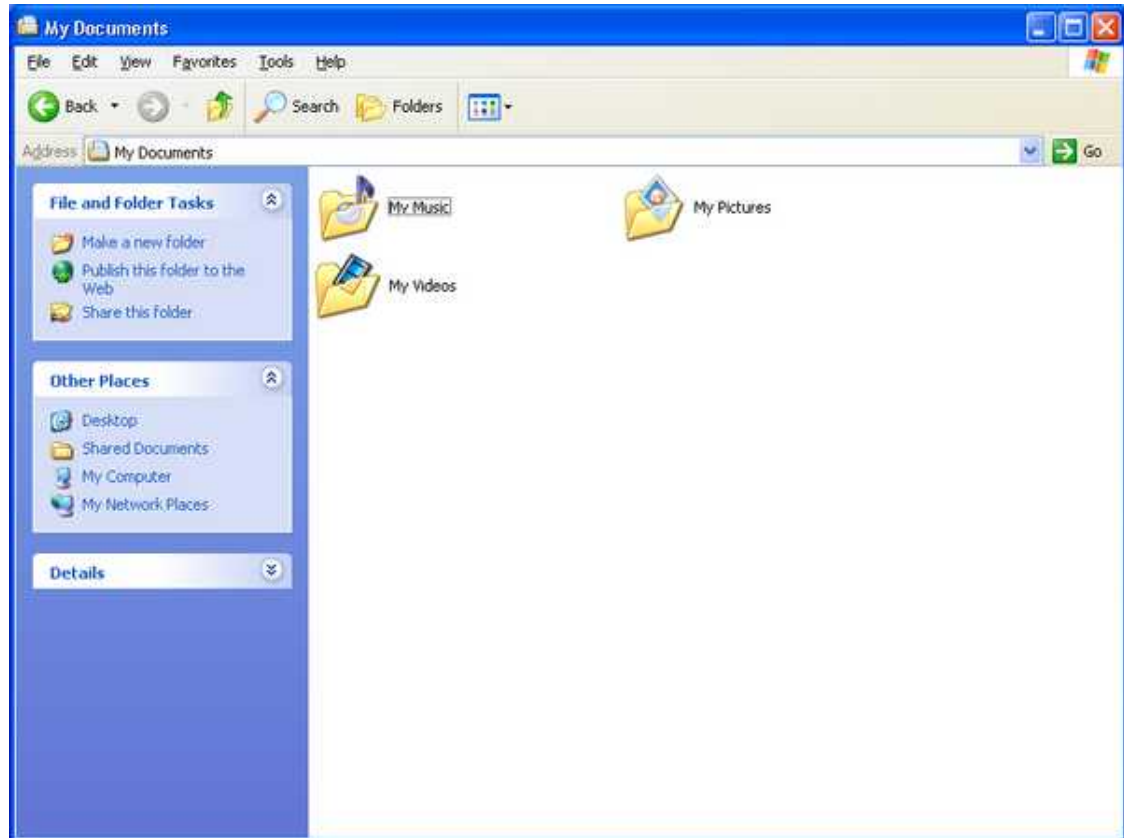 My Documents
File Edit View Favorites Tools Help
Back Search Folders
Address My Documents Go
File and Folder Tasks
Make a new folder
Publish this folder to the
Web
Share this folder
Other Places
Desktop
Shared Documents
My Computer
My Network Places
Details
My Music My Pictures
My Videos